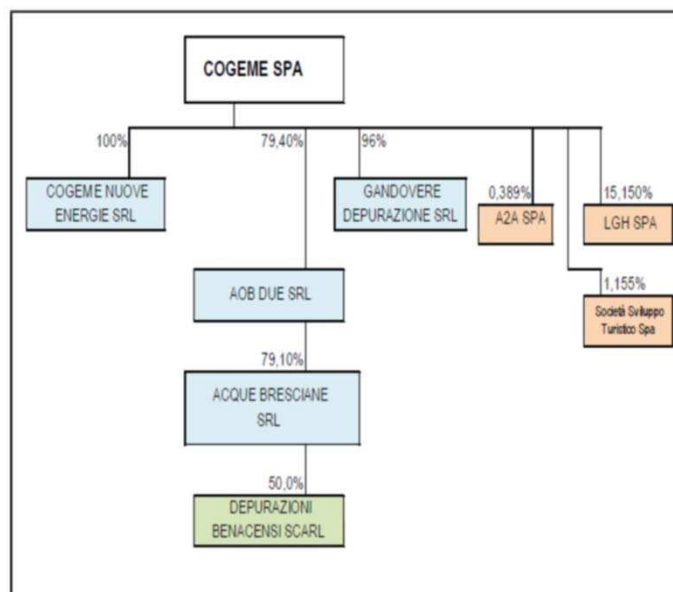 COGEME SPA
100%
79,40%
96%
COGEME NUOVE
ENERGIE SRL
GANDOVERE
DEPURAZIONE SRL
0,389%
A2A SPA
15,150%
LGH SPA
AOB DUE SRL
1,155%
Società Sviluppo
Turistico Spa
79,10%
ACQUE BRESCIANE
SRL
50,0%
DEPURAZIONI
BENACENSI SCARL